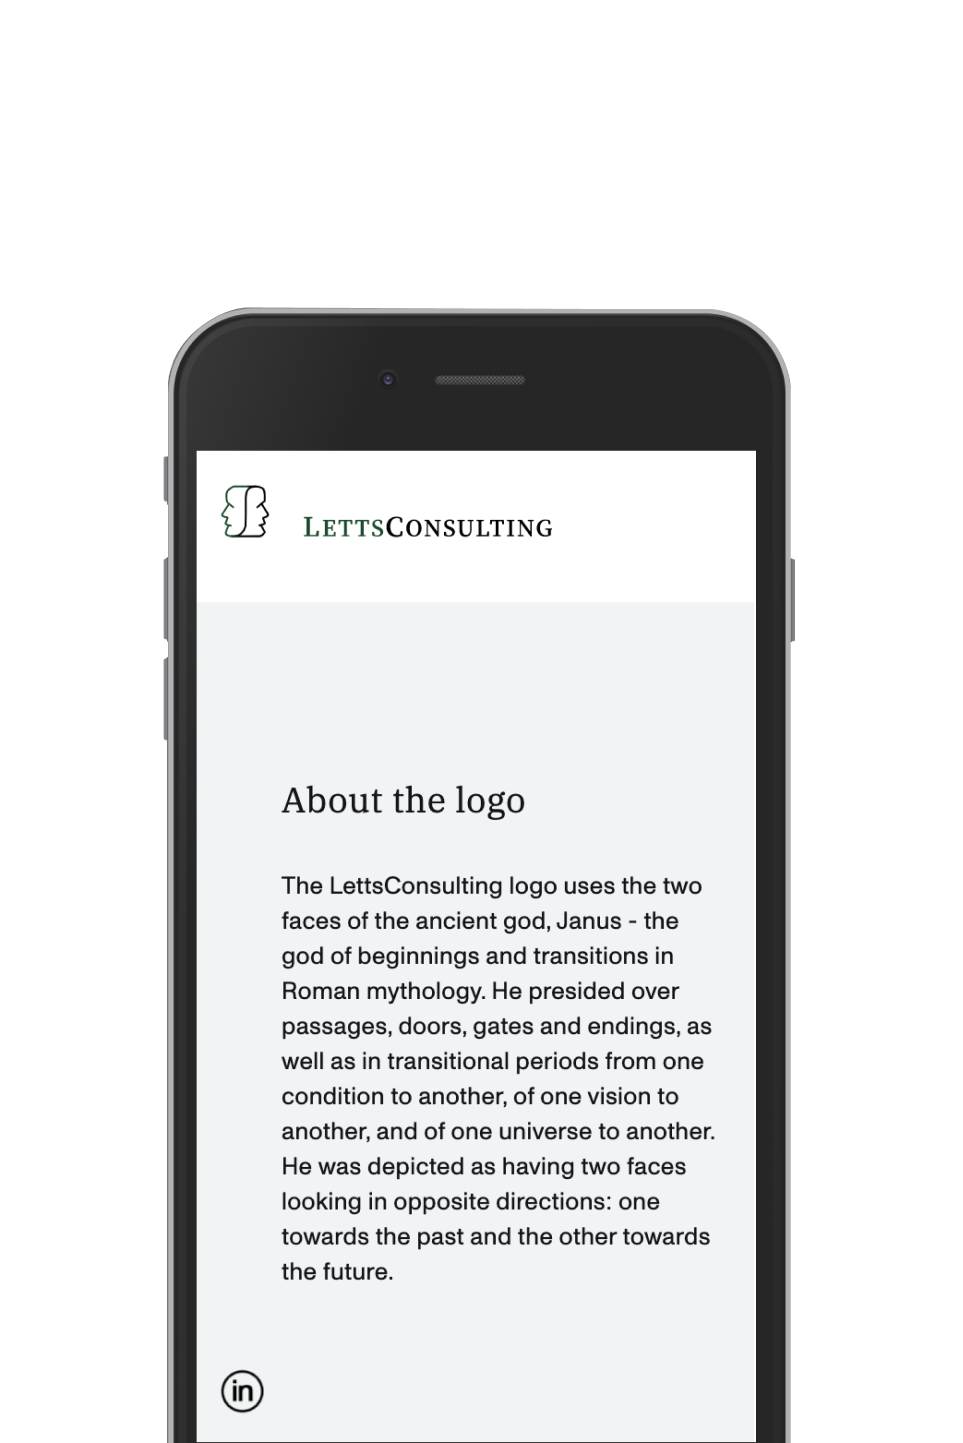 LETTSCONSULTING
About the logo
The LettsConsulting logo uses the two
faces of the ancient god, Janus - the
god of beginnings and transitions in
Roman mythology. He presided over
passages, doors, gates and endings, as
well as in transitional periods from one
condition to another, of one vision to
another, and of one universe to another.
He was depicted as having two faces
looking in opposite directions: one
towards the past and the other towards
the future.
in